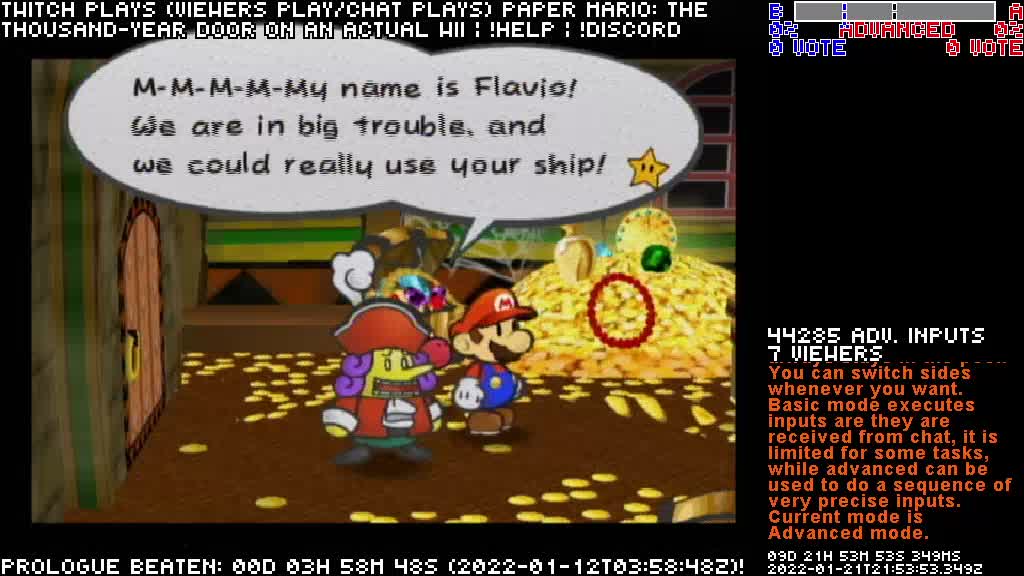 TWITCH PLAYS (VIEWERS PLAY/CHAT PLAYS) PAPER MARIO: THE
THOUSAND-YEAR DOOR ON AN ACTUAL WII | !HELP | !DISCORD
B A
0% ADVANCED 0%
0 VOTE 0 VOTE
M-M-M-M-My name is Flavio!
We are in big trouble, and
we could really use your ship!
M
44285 ADV. INPUTS
7 VIEWERS
You can switch sides
whenever you want.
Basic mode executes
inputs are they are
received from chat, it is
limited for some tasks,
while advanced can be
used to do a sequence of
very precise inputs.
Current mode is
Advanced mode.
09D 21H 53M 53S 349MS
2022-01-21T21:53:53.349Z
PROLOGUE BEATEN: 00D 03H 58M 48S (2022-01-12T03:58:48Z)!